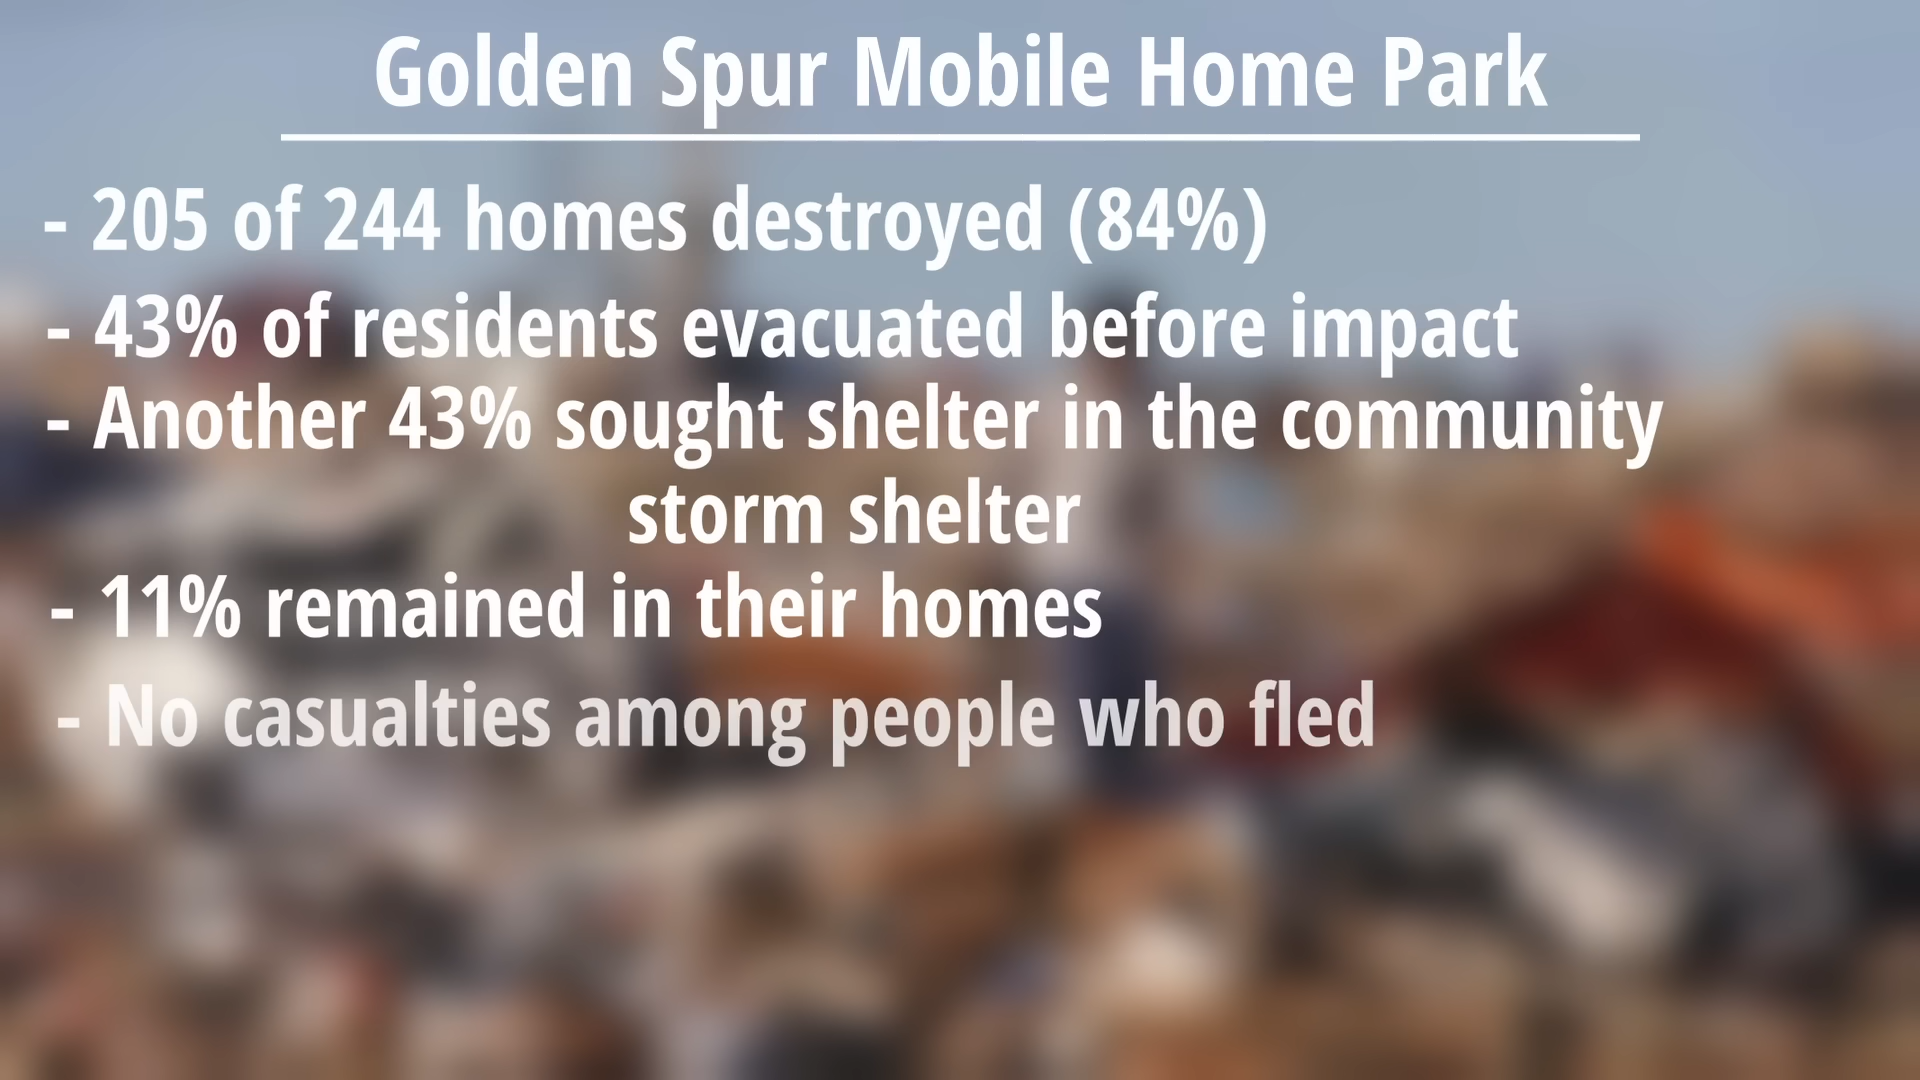 Golden Spur Mobile Home Park
- 205 of 244 homes destroyed (84%)
- 43% of residents evacuated before impact
- Another 43% sought shelter in the community
storm shelter
- 11% remained in their homes
- No casualties among people who fled